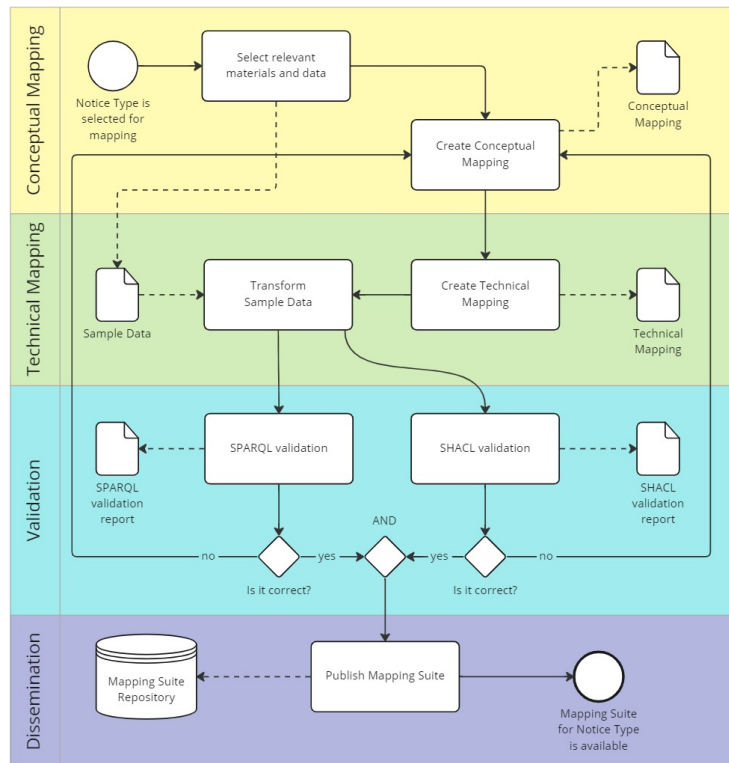 Conceptual Mapping
Select relevant
materials and data
Notice Type is
selected for
mapping
Conceptual
Mapping
Create Conceptual
Mapping
Technical Mapping
Transform
Sample Data
Create Technical
Mapping
Sample Data
Technical
Mapping
Validation
SPARQL validation
SHACL validation
SPARQL
validation
report
SHACL
validation
report
AND
no
yes
yes
no
Is it correct?
Is it correct?
Dissemination
Mapping Suite
Repository
Publish Mapping Suite
Mapping Suite
for Notice Type
is available